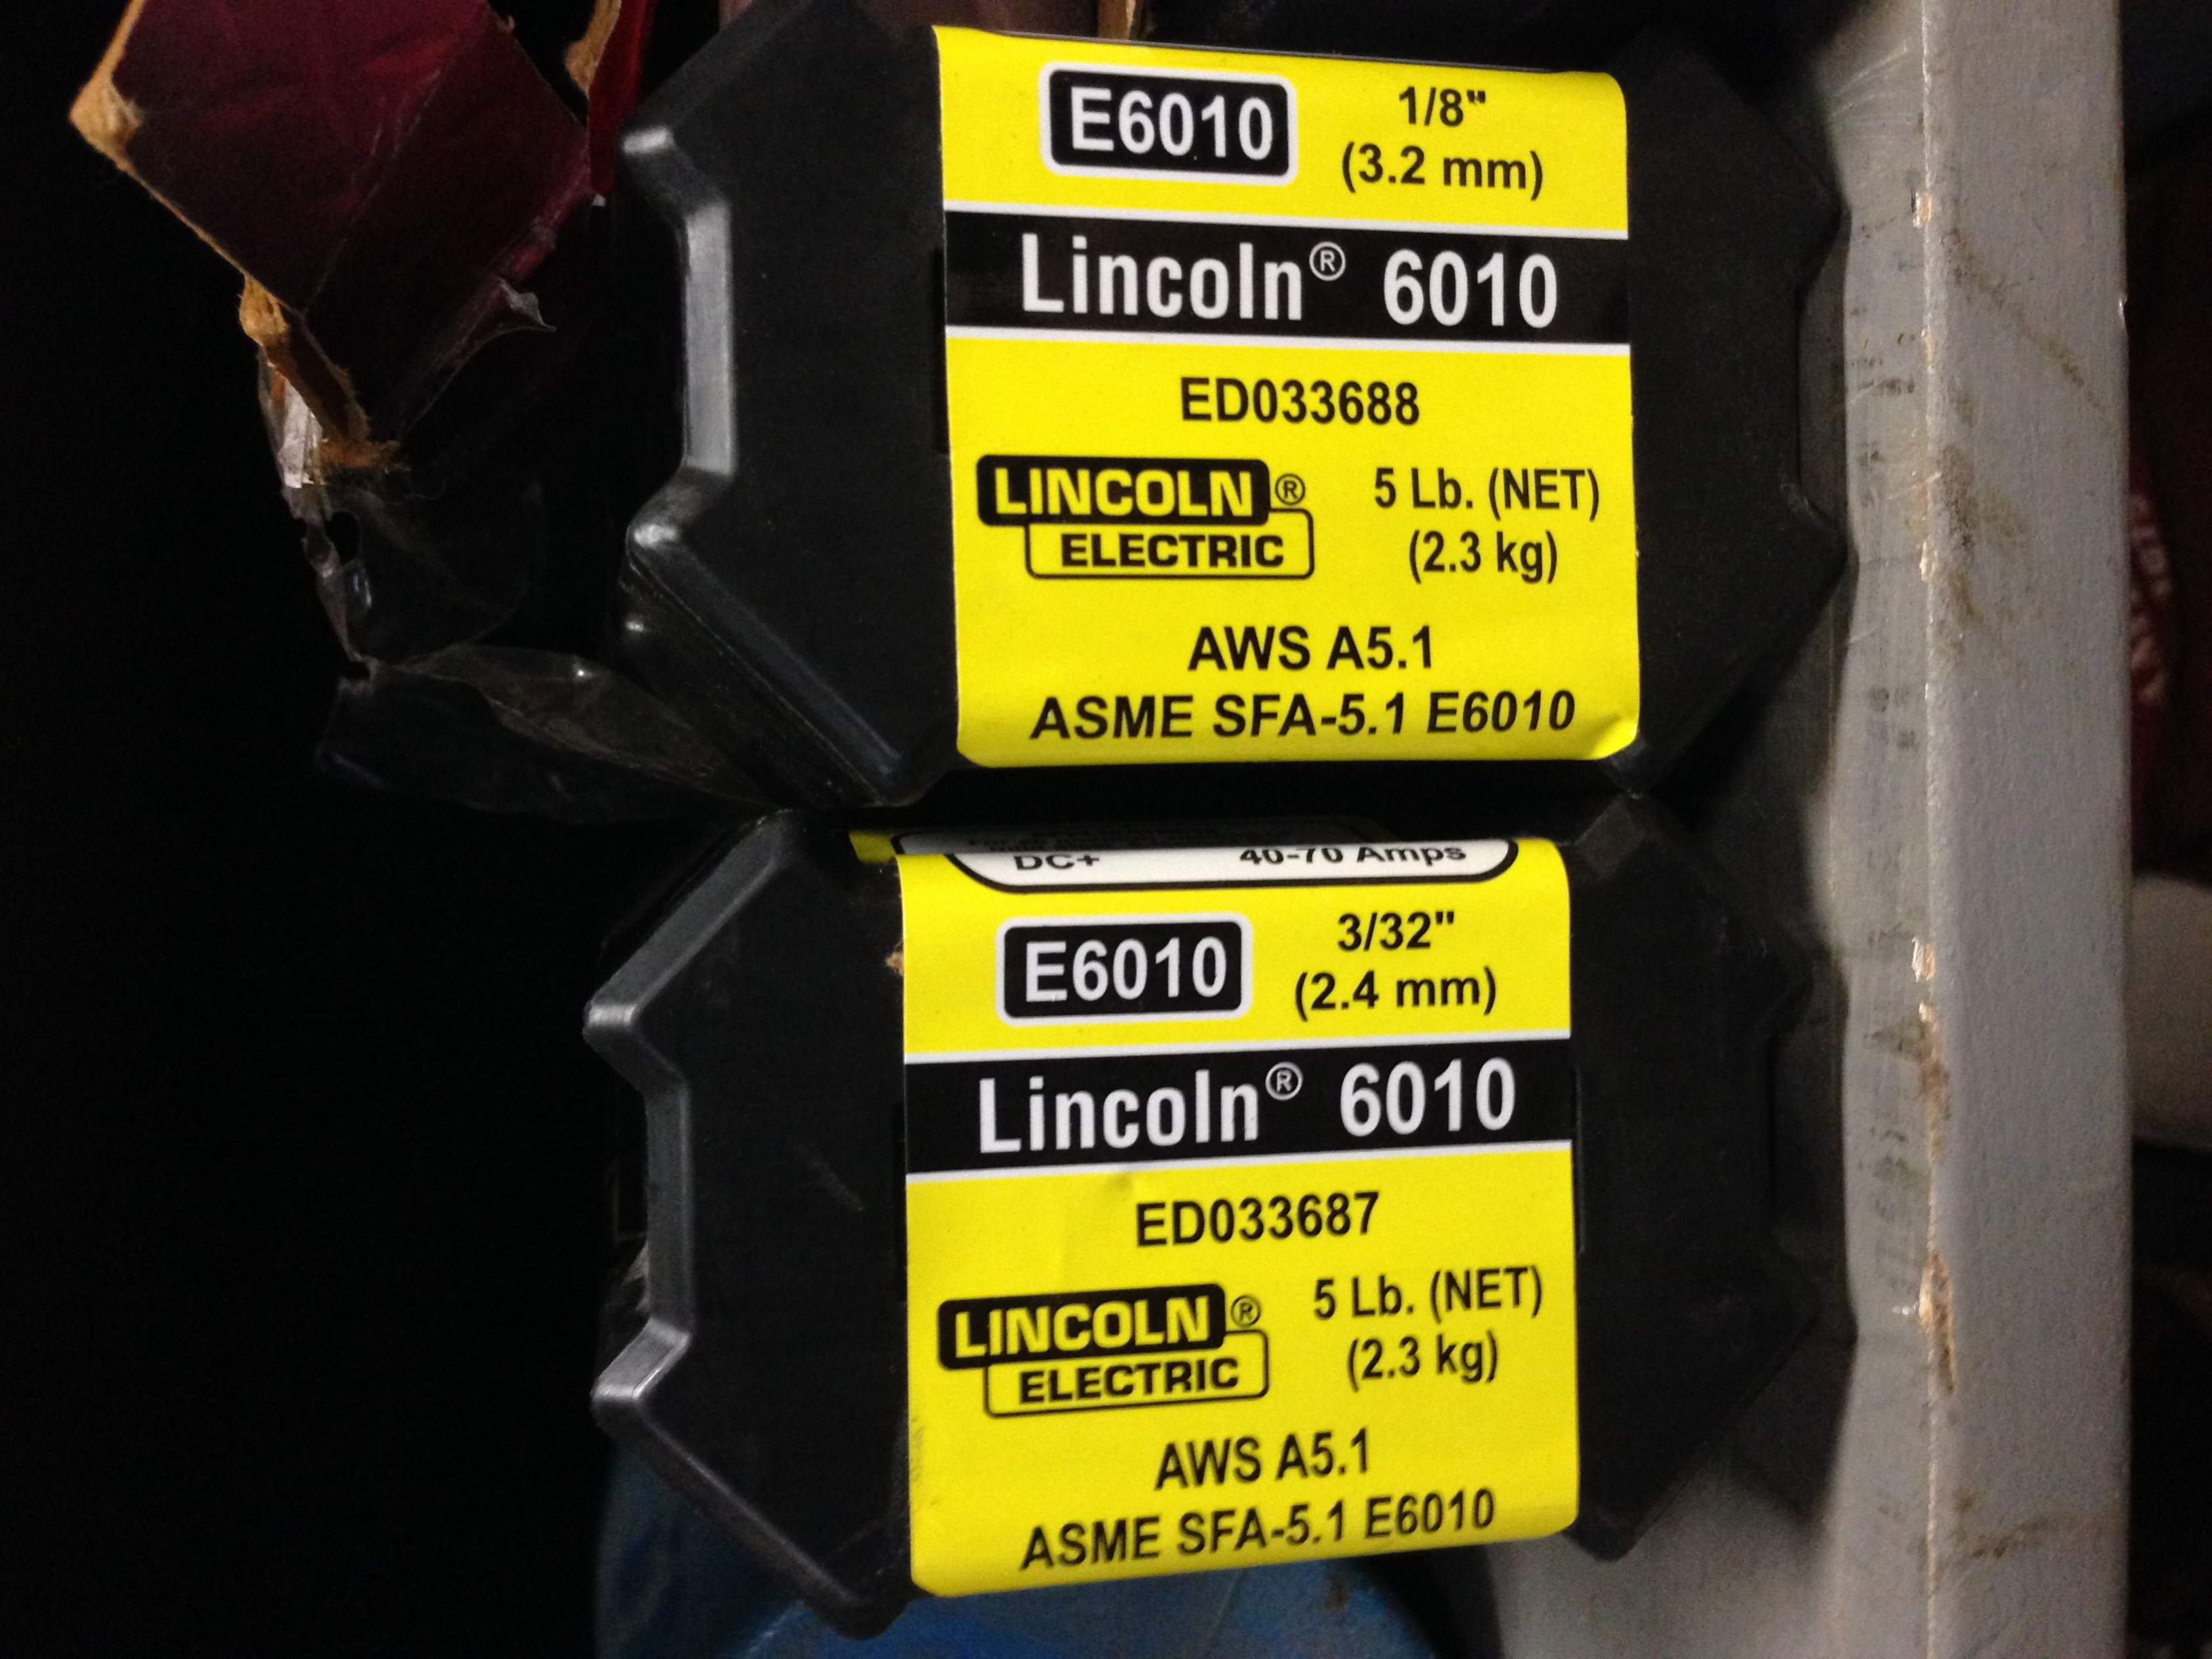 E6010
1/8"
(3.2 mm)
Lincoln® 6010
ED033688
LINCOLN®
ELECTRIC
5 Lb. (NET)
(2.3 kg)
AWS A5.1
ASME SFA-5.1 E6010
DC+ 40-70 Amps
E6010
3/32"
(2.4 mm)
Lincoln® 6010
ED033687
LINCOLN®
ELECTRIC
5 Lb. (NET)
(2.3 kg)
AWS A5.1
ASME SFA-5.1 E6010